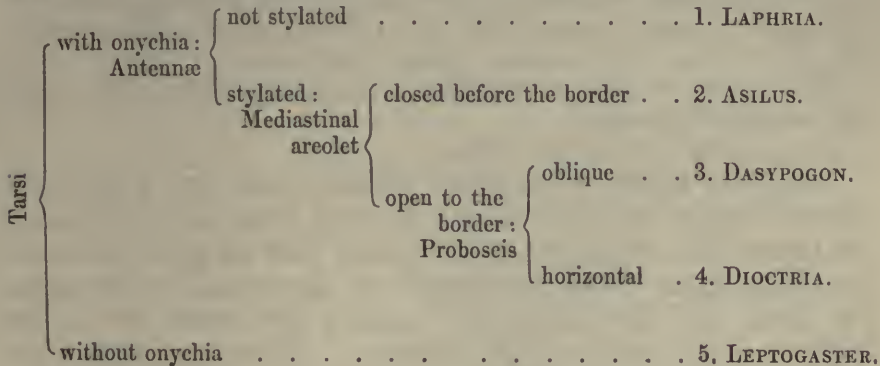 not stylated . . . . . . . . . . 1. LAPHRIA.
with onychia :
Antennæ
stylated :
Mediastinal
areolet
closed before the border . . 2. ASILUS.
Tarsi
oblique . . 3. DASYPOGON.
open to the
border :
Proboscis
horizontal . 4. DIOCTRIA.
without onychia . . . . . . . . . . . 5. LEPTOGASTER.